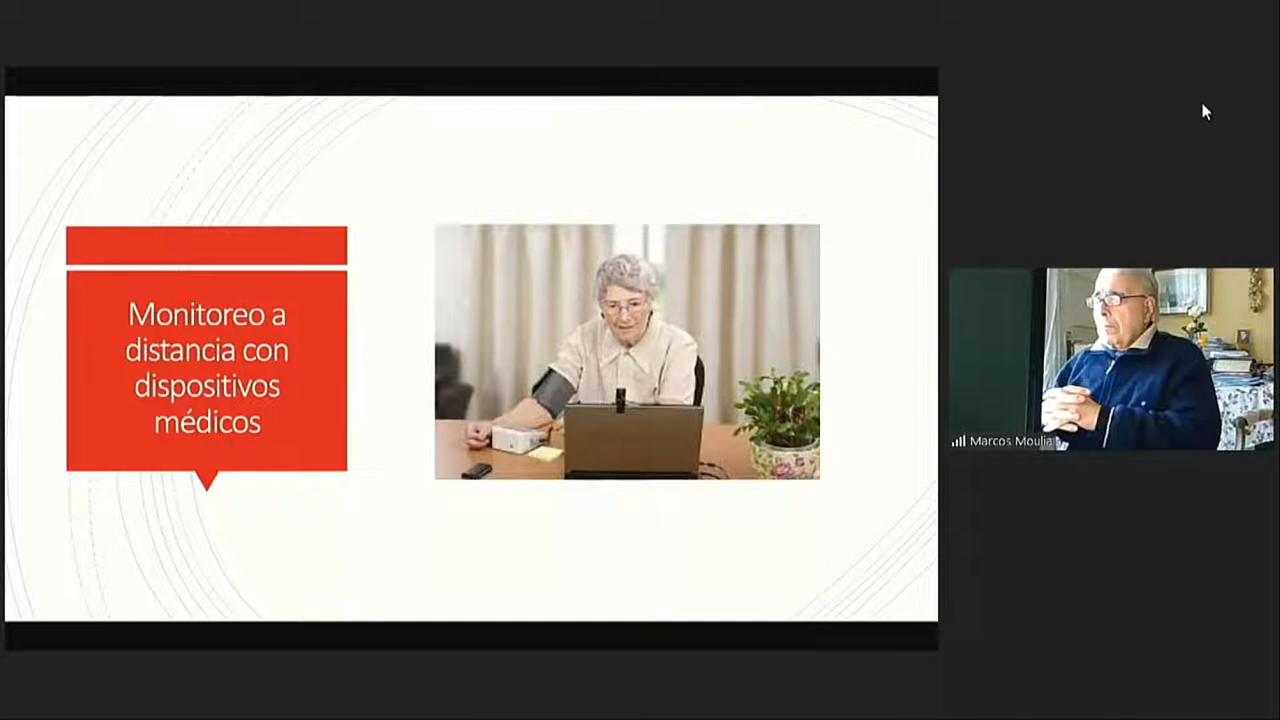 Monitoreo a
distancia con
dispositivos
médicos
Marcos Moulia